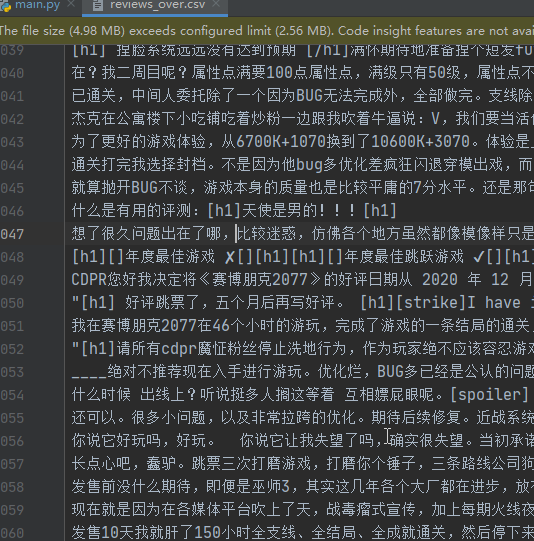 main.py reviews_over.csv
The file size (4.98 MB) exceeds configured limit (2.56 MB). Code insight features are not avai
039 [h1] 捏脸系统远远没有达到预期 [/h1]满怀期待地准备捏个短发fu
040 在？我二周目呢？属性点满要100点属性点，满级只有50级，属性点不
041 已通关，中间人委托除了一个因为BUG无法完成外，全部做完。支线除
042 杰克在公寓楼下小吃铺吃着炒粉一边跟我吹着牛逼说：V，我们要当活传
043 为了更好的游戏体验，从6700K+1070换到了10600K+3070。体验是
044 通关打完我选择封档。不是因为他bug多优化差疯狂闪退穿模出戏，而
045 就算抛开BUG不谈，游戏本身的质量也是比较平庸的7分水平。还是那句
046 什么是有用的评测：[h1]天使是男的!!![h1]
047 想了很久问题出在了哪，比较迷惑，仿佛各个地方虽然都像模像样只是
048 [h1][]年度最佳游戏 ✘[][h1][h1][]年度最佳跳跃游戏 ✓[][h1]
049 CDPR您好我决定将《赛博朋克2077》的好评日期从 2020 年 12 月
050 "[h1] 好评跳票了，五个月后再写好评。 [h1][strike]I have
051 我在赛博朋克2077在46个小时的游玩，完成了游戏的一条结局的通关，
052 "[h1]请所有cdpr魔怔粉丝停止洗地行为，作为玩家绝不应该容忍游戏
053 ____绝对不推荐现在入手进行游玩。优化烂，BUG多已经是公认的问题
054 什么时候 出线上？听说挺多人搁这等着 互相嫖屁眼呢。[spoiler]
055 还可以。很多小问题，以及非常拉跨的优化。期待后续修复。近战系统
056 你说它好玩吗，好玩。 你说它让我失望了吗，确实很失望。当初承诺
057 长点心吧，蠢驴。跳票三次打磨游戏，打磨你个锤子，三条路线公司狗
058 发售前没什么期待，即便是巫师3，其实这几年各个大厂都在进步，放在
059 现在就是因为在各媒体平台吹上了天，战毒瘤式宣传，加上每期火线夜
060 发售10天我就肝了150小时全支线、全结局、全成就通关，然后停下来